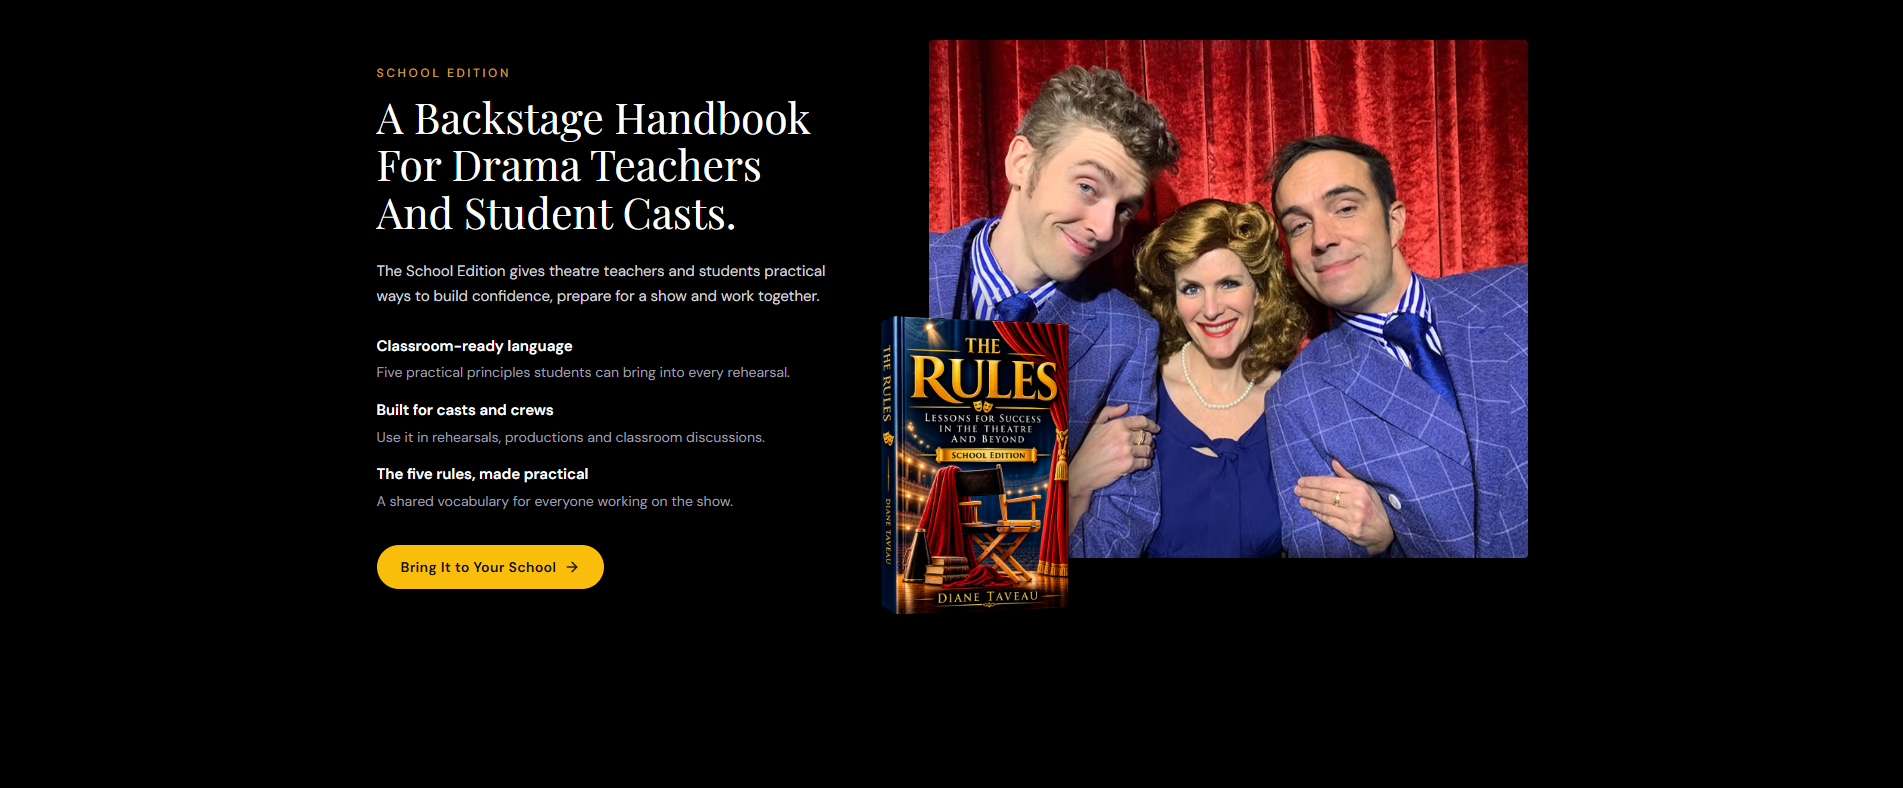 SCHOOL EDITION
A Backstage Handbook
For Drama Teachers
And Student Casts.
The School Edition gives theatre teachers and students practical
ways to build confidence, prepare for a show and work together.
Classroom-ready language
Five practical principles students can bring into every rehearsal.
Built for casts and crews
Use it in rehearsals, productions and classroom discussions.
The five rules, made practical
A shared vocabulary for everyone working on the show.
Bring It to Your School →
THE RULES
DIANE TAVEAU
THE
RULES
LESSONS FOR SUCCESS
IN THE THEATRE
AND BEYOND
SCHOOL EDITION
DIANE TAVEAU